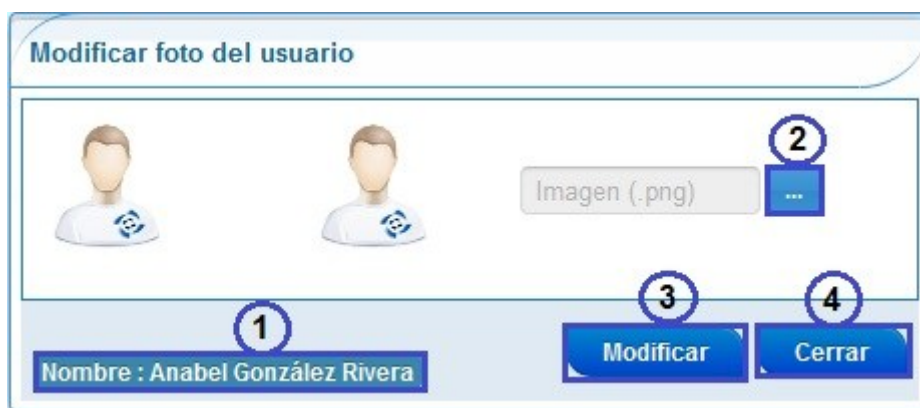 Modificar foto del usuario
2
Imagen (.png)
...
3
4
1
Modificar
Cerrar
Nombre : Anabel González Rivera